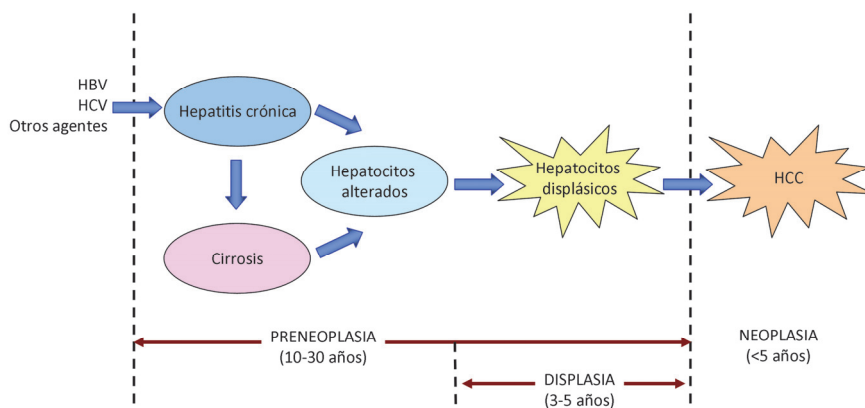 HBV
HCV
Otros agentes
Hepatitis crónica
Hepatocitos
alterados
Cirrosis
Hepatocitos
displásicos
HCC
PRENEOPLASIA
(10-30 años)
DISPLASIA
(3-5 años)
NEOPLASIA
(<5 años)